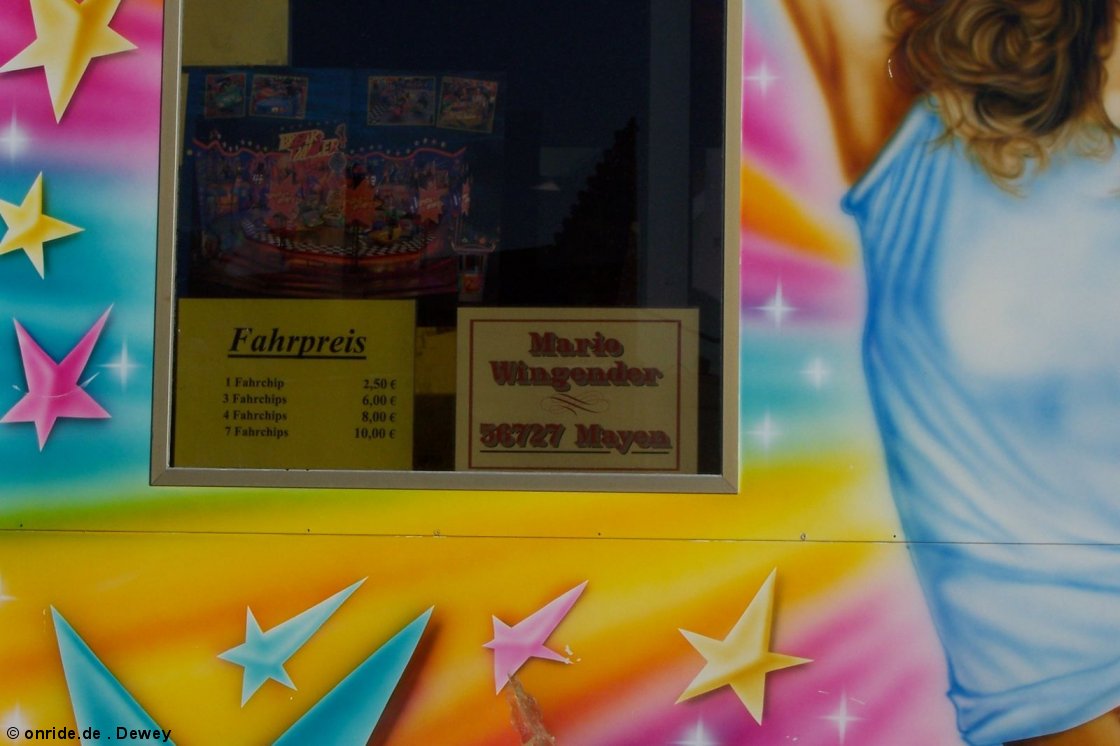 Fahrpreis
1 Fahrchip 2,50 €
3 Fahrchips 6,00 €
4 Fahrchips 8,00 €
7 Fahrchips 10,00 €
Mario
Wingender
56727 Mayen
© onride.de . Dewey